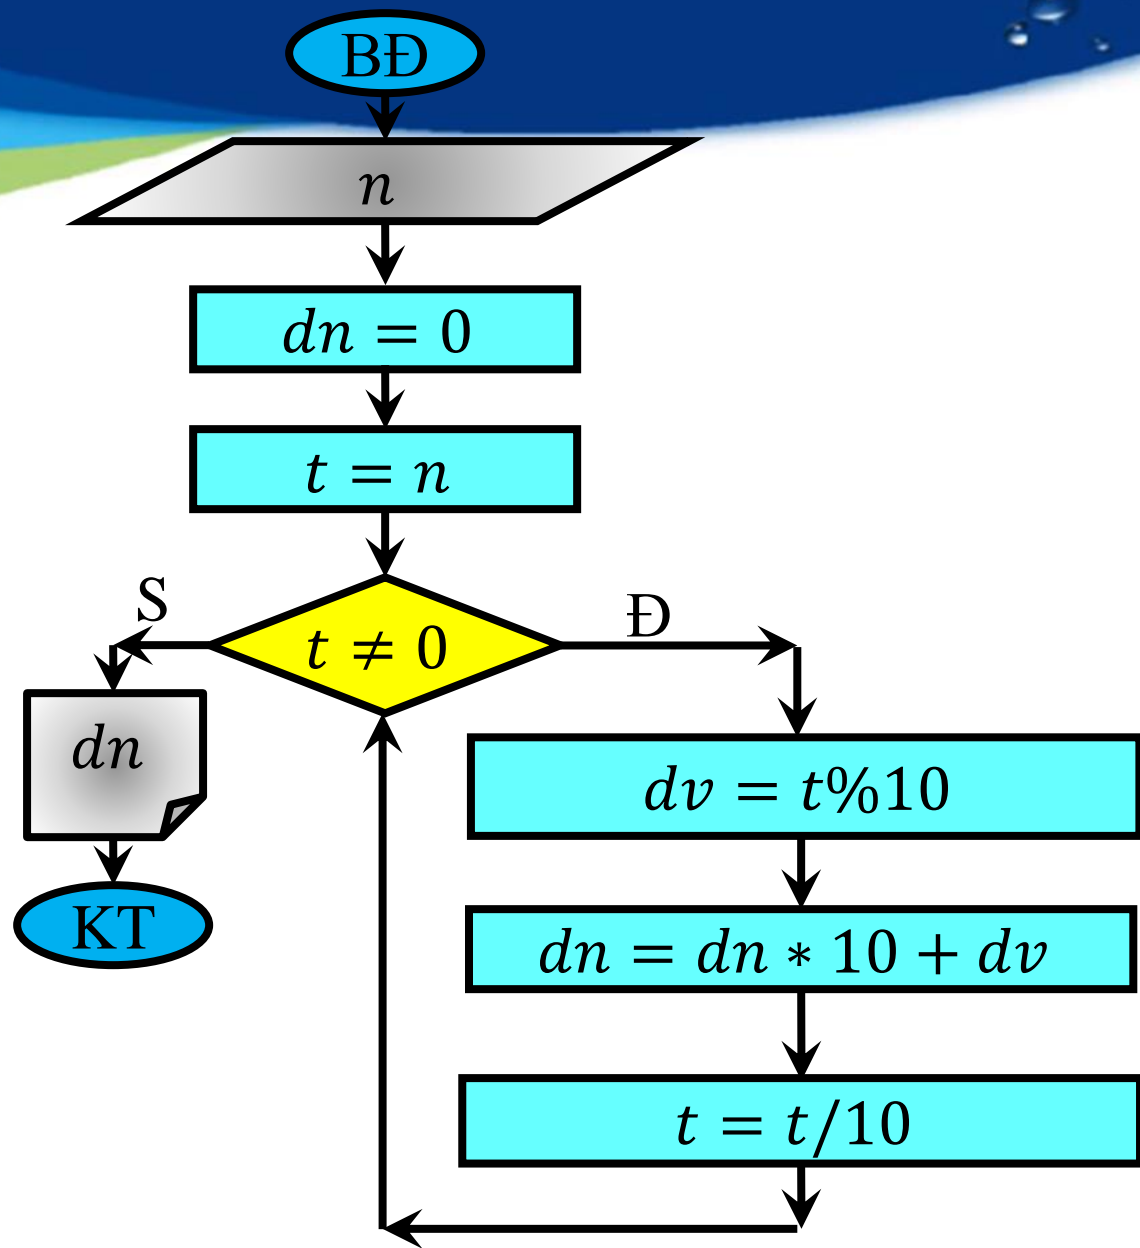 BĐ
n
dn = 0
t = n
S
Đ
t ≠ 0
dn
dv = t%10
KT
dn = dn * 10 + dv
t = t/10